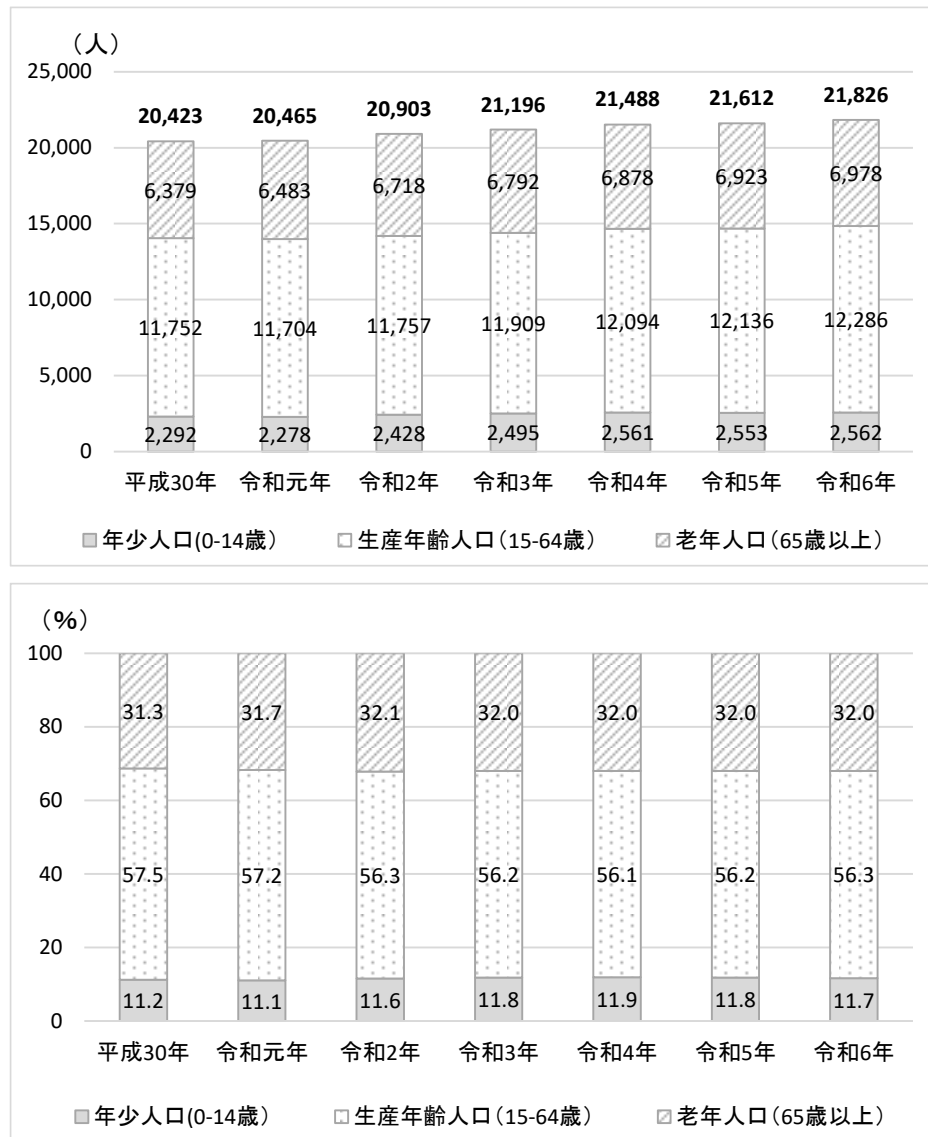 （人）
25,000
20,423 20,465 20,903 21,196 21,488 21,612 21,826
20,000
6,379 6,483 6,718 6,792 6,878 6,923 6,978
15,000
10,000
11,752 11,704 11,757 11,909 12,094 12,136 12,286
5,000
2,292 2,278 2,428 2,495 2,561 2,553 2,562
0
平成30年 令和元年 令和2年 令和3年 令和4年 令和5年 令和6年
年少人口(0-14歳） 生産年齢人口（15-64歳） 老年人口（65歳以上）
（%）
100
31.3 31.7 32.1 32.0 32.0 32.0 32.0
80
60
57.5 57.2 56.3 56.2 56.1 56.2 56.3
40
20
11.2 11.1 11.6 11.8 11.9 11.8 11.7
0
平成30年 令和元年 令和2年 令和3年 令和4年 令和5年 令和6年
年少人口(0-14歳） 生産年齢人口（15-64歳） 老年人口（65歳以上）